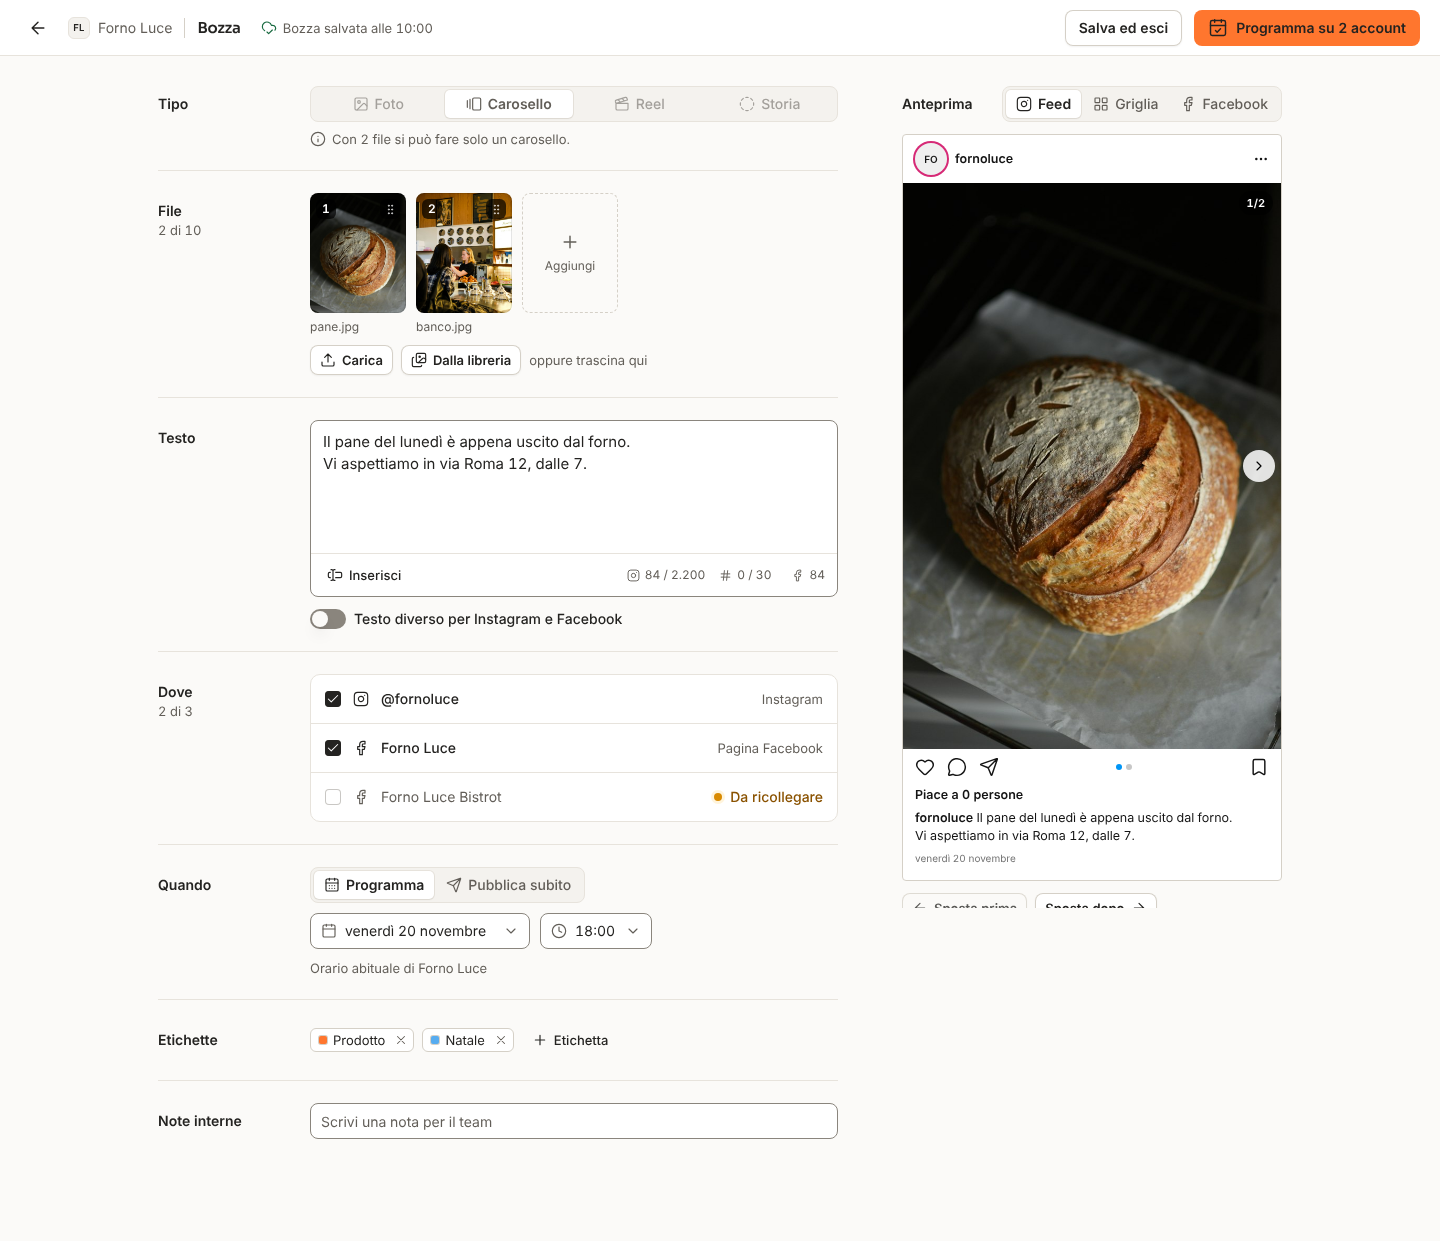 FL Forno Luce Bozza Bozza salvata alle 10:00 Salva ed esci Programma su 2 account
Tipo
Foto Carosello Reel Storia
Con 2 file si può fare solo un carosello.
File
2 di 10
1 2
Aggiungi
pane.jpg banco.jpg
Carica Dalla libreria oppure trascina qui
Testo
Il pane del lunedì è appena uscito dal forno.
Vi aspettiamo in via Roma 12, dalle 7.
Inserisci 84 / 2.200 0 / 30 84
Testo diverso per Instagram e Facebook
Dove
2 di 3
@fornoluce Instagram
Forno Luce Pagina Facebook
Forno Luce Bistrot Da ricollegare
Quando
Programma Pubblica subito
venerdì 20 novembre 18:00
Orario abituale di Forno Luce
Etichette
Prodotto Natale Etichetta
Note interne
Scrivi una nota per il team
Anteprima Feed Griglia Facebook
FO fornoluce
1/2
Piace a 0 persone
fornoluce Il pane del lunedì è appena uscito dal forno.
Vi aspettiamo in via Roma 12, dalle 7.
venerdì 20 novembre
Sposta prima Sposta dopo